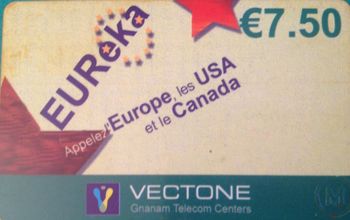 €7.50
EUReka
Appelez l'Europe, les USA
et le Canada
VECTONE
Gnanam Telecom Centers